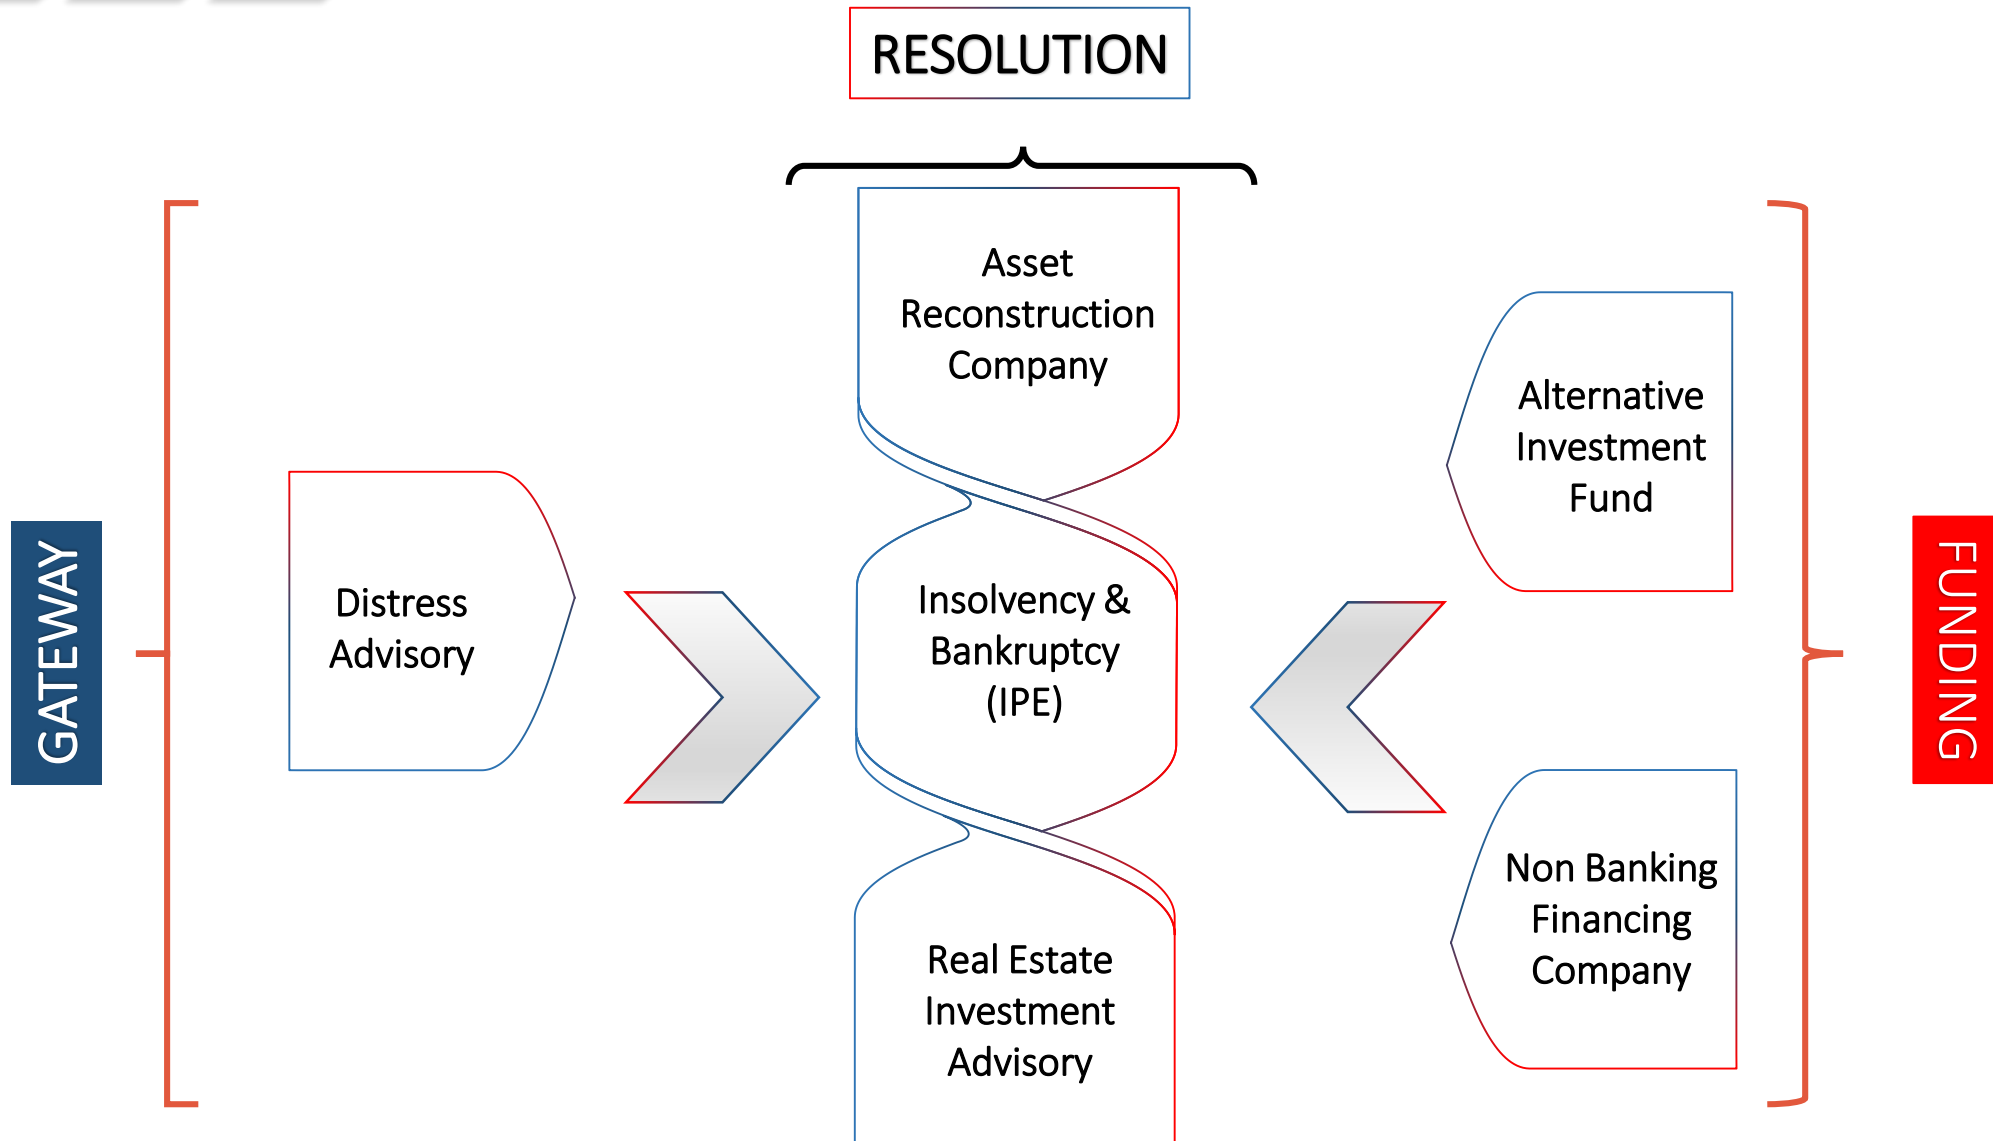 RESOLUTION
Asset
Reconstruction
Company
Alternative
Investment
Fund
GATEWAY
Distress
Advisory
Insolvency &
Bankruptcy
(IPE)
FUNDING
Non Banking
Financing
Company
Real Estate
Investment
Advisory